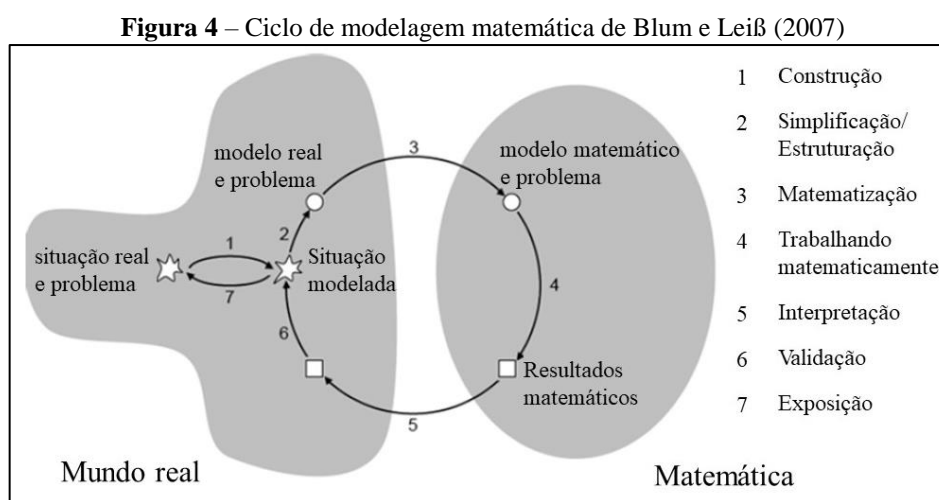 Figura 4 – Ciclo de modelagem matemática de Blum e Leiß (2007)
modelo real
e problema
3
modelo matemático
e problema
situação real
e problema
1
2
7
Situação
modelada
4
6
Resultados
matemáticos
5
Mundo real
Matemática
1 Construção
2 Simplificação/
Estruturação
3 Matematização
4 Trabalhando
matematicamente
5 Interpretação
6 Validação
7 Exposição